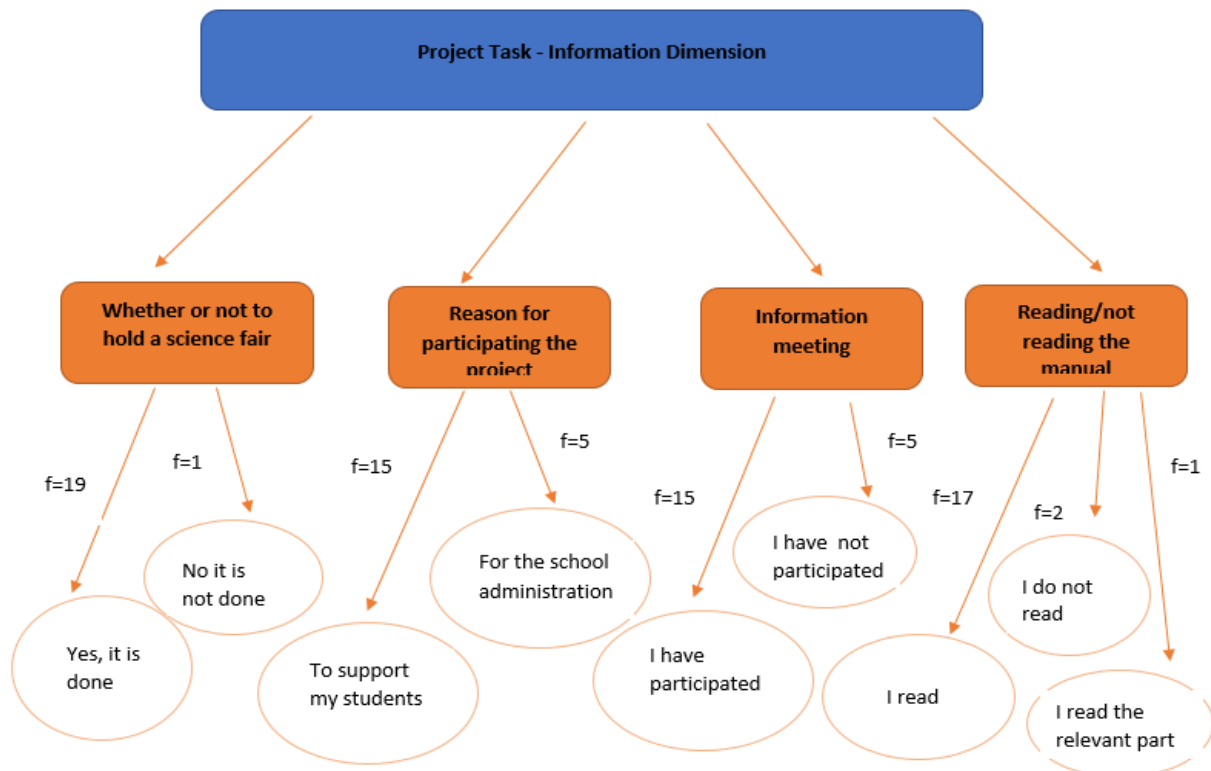 Project Task - Information Dimension
Whether or not to
hold a science fair
Reason for
participating the
project
Information
meeting
Reading/not
reading the
manual
f=19
f=1
f=15
f=5
f=15
f=5
f=17
f=2
f=1
Yes, it is
done
No it is
not done
To support
my students
For the school
administration
I have
participated
I have not
participated
I read
I do not
read
I read the
relevant part